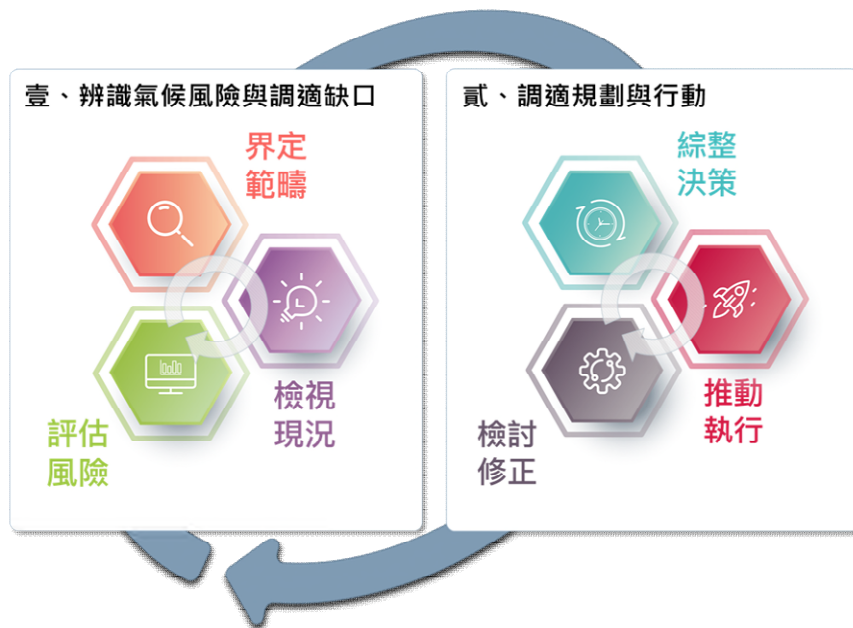 壹、辨識氣候風險與調適缺口
界定
範疇
檢視
現況
評估
風險
貳、調適規劃與行動
綜整
決策
推動
執行
檢討
修正